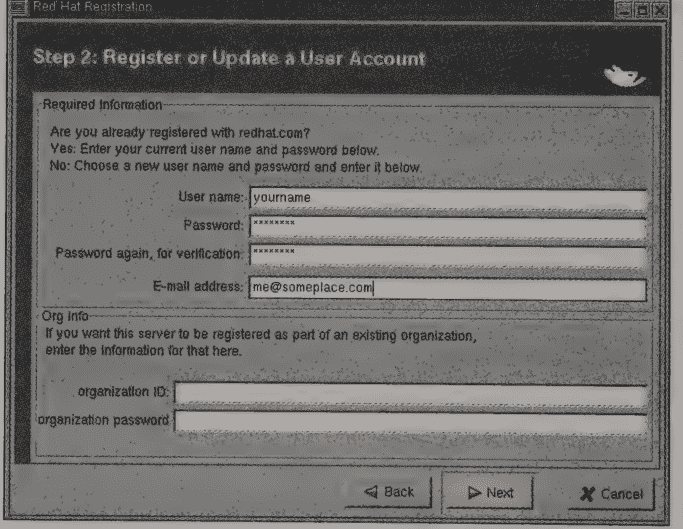 Red Hat Registration
Step 2: Register or Update a User Account
Required Information
Are you already registered with redhat.com?
Yes: Enter your current user name and password below.
No: Choose a new user name and password and enter it below.
User name: yourname
Password: ********
Password again, for verification: ********
E-mail address: me@someplace.com
Org Info
If you want this server to be registered as part of an existing organization,
enter the information for that here.
organization ID:
organization password
Back Next Cancel